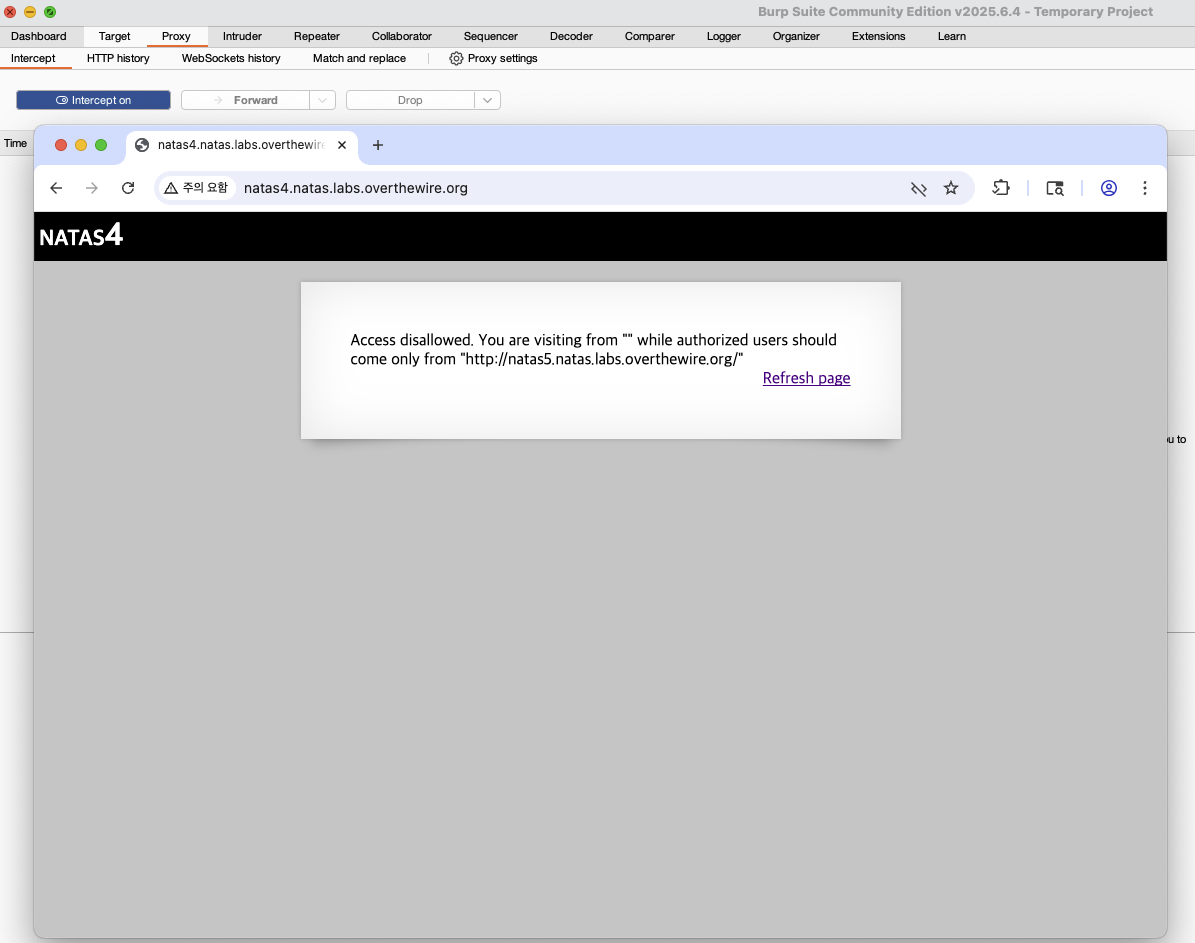 Burp Suite Community Edition v2025.6.4 - Temporary Project
Dashboard Target Proxy Intruder Repeater Collaborator Sequencer Decoder Comparer Logger Organizer Extensions Learn
Intercept HTTP history WebSockets history Match and replace Proxy settings
Intercept on Forward Drop
Time
natas4.natas.labs.overthewire
주의 요함 natas4.natas.labs.overthewire.org
NATAS4
Access disallowed. You are visiting from "" while authorized users should
come only from "http://natas5.natas.labs.overthewire.org/"
Refresh page
to